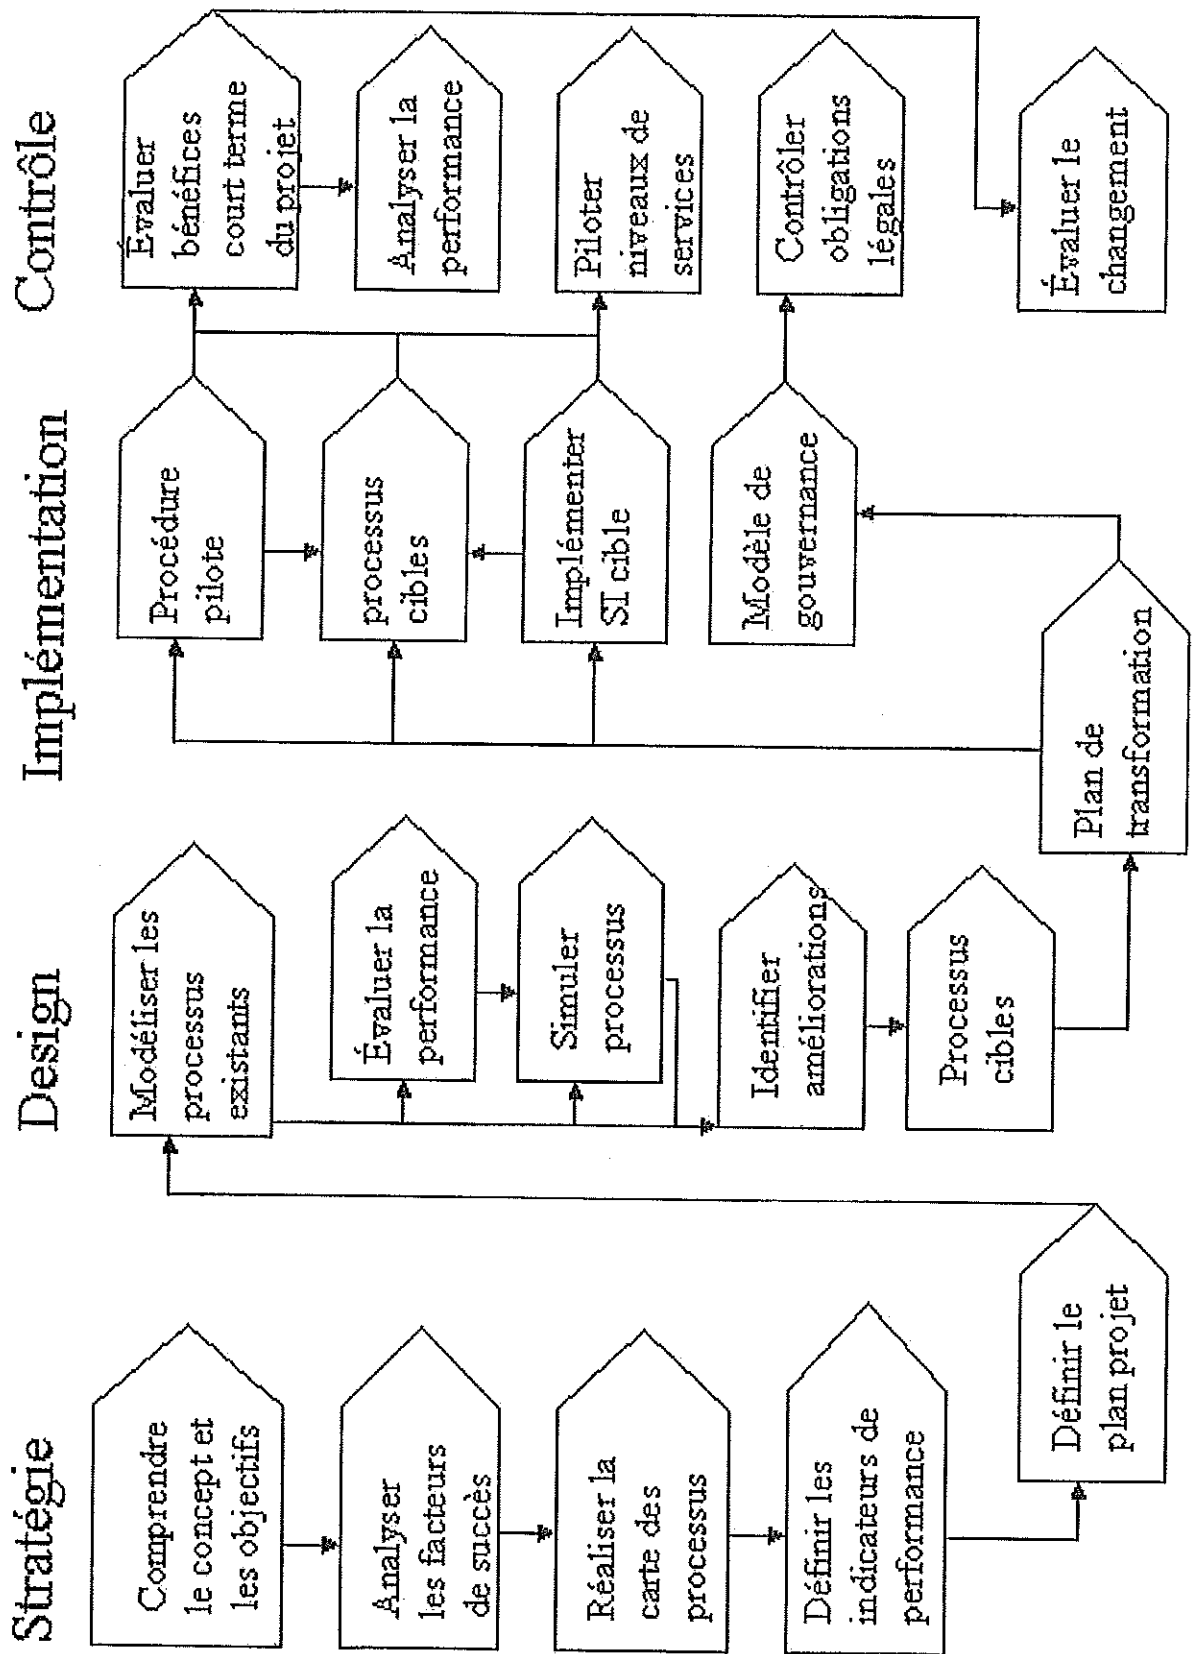 Stratégie
Comprendre
le concept et
les objectifs
Analyser
les facteurs
de succès
Réaliser la
carte des
processus
Définir les
indicateurs de
performance
Définir le
plan projet
Design
Modéliser les
processus
existants
Évaluer la
performance
Simuler
processus
Identifier
améliorations
Processus
cibles
Plan de
transformation
Implémentation
Procédure
pilote
processus
cibles
Implémenter
SI cible
Modèle de
gouvernance
Contrôle
Évaluer
bénéfices
court terme
du projet
Analyser la
performance
Piloter
niveaux de
services
Contrôler
obligations
légales
Évaluer le
changement